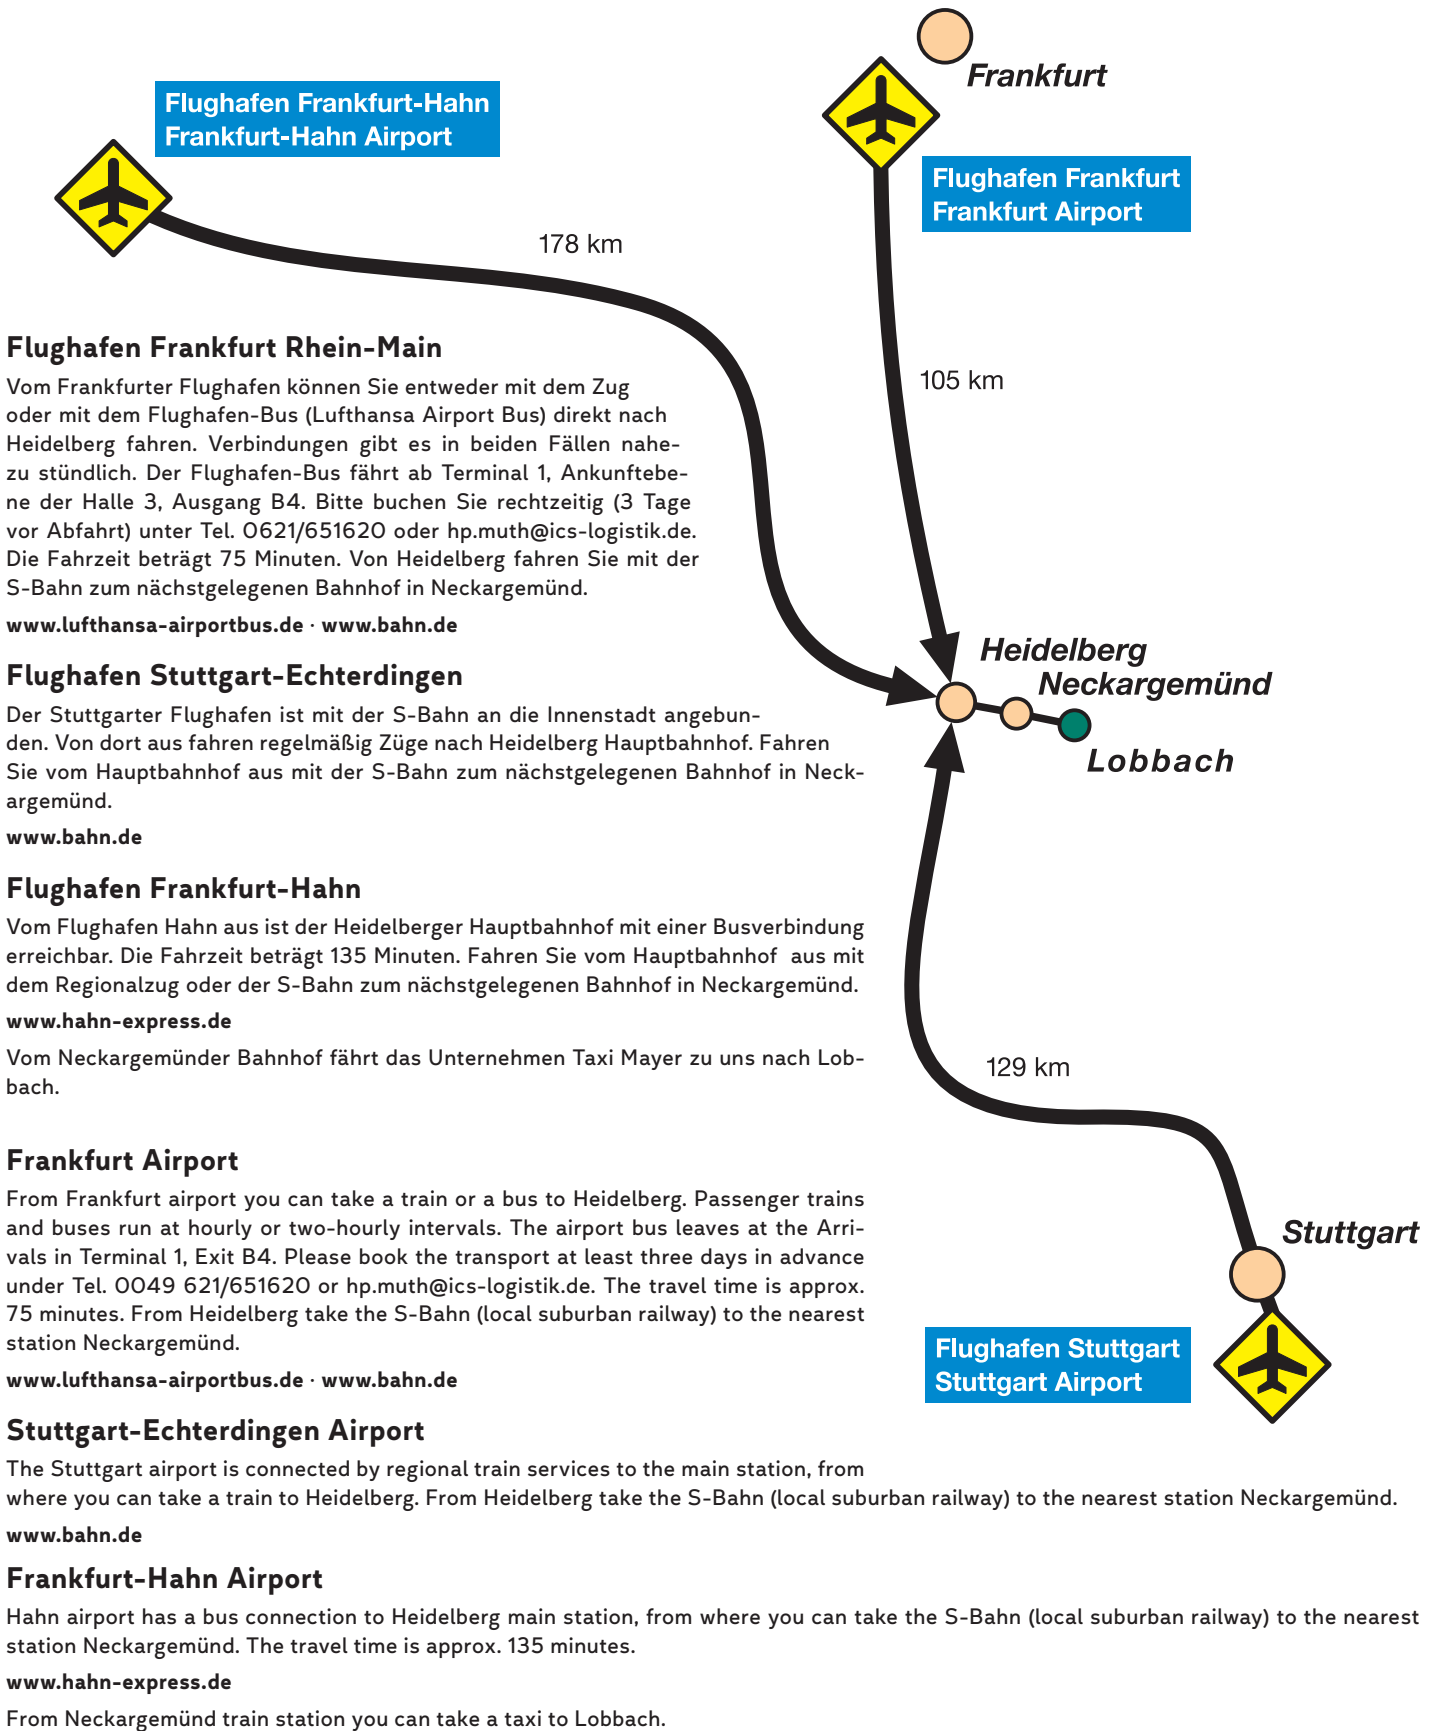 Frankfurt
Flughafen Frankfurt-Hahn
Frankfurt-Hahn Airport
Flughafen Frankfurt
Frankfurt Airport
178 km
105 km
Flughafen Frankfurt Rhein-Main
Vom Frankfurter Flughafen können Sie entweder mit dem Zug
oder mit dem Flughafen-Bus (Lufthansa Airport Bus) direkt nach
Heidelberg fahren. Verbindungen gibt es in beiden Fällen nahe-
zu stündlich. Der Flughafen-Bus fährt ab Terminal 1, Ankunftebe-
ne der Halle 3, Ausgang B4. Bitte buchen Sie rechtzeitig (3 Tage
vor Abfahrt) unter Tel. 0621/651620 oder hp.muth@ics-logistik.de.
Die Fahrzeit beträgt 75 Minuten. Von Heidelberg fahren Sie mit der
S-Bahn zum nächstgelegenen Bahnhof in Neckargemünd.
www.lufthansa-airportbus.de · www.bahn.de
Heidelberg
Neckargemünd
Lobbach
Flughafen Stuttgart-Echterdingen
Der Stuttgarter Flughafen ist mit der S-Bahn an die Innenstadt angebun-
den. Von dort aus fahren regelmäßig Züge nach Heidelberg Hauptbahnhof. Fahren
Sie vom Hauptbahnhof aus mit der S-Bahn zum nächstgelegenen Bahnhof in Neck-
argemünd.
www.bahn.de
Flughafen Frankfurt-Hahn
Vom Flughafen Hahn aus ist der Heidelberger Hauptbahnhof mit einer Busverbindung
erreichbar. Die Fahrzeit beträgt 135 Minuten. Fahren Sie vom Hauptbahnhof aus mit
dem Regionalzug oder der S-Bahn zum nächstgelegenen Bahnhof in Neckargemünd.
www.hahn-express.de
Vom Neckargemünder Bahnhof fährt das Unternehmen Taxi Mayer zu uns nach Lob-
bach.
129 km
Frankfurt Airport
From Frankfurt airport you can take a train or a bus to Heidelberg. Passenger trains
and buses run at hourly or two-hourly intervals. The airport bus leaves at the Arri-
vals in Terminal 1, Exit B4. Please book the transport at least three days in advance
under Tel. 0049 621/651620 or hp.muth@ics-logistik.de. The travel time is approx.
75 minutes. From Heidelberg take the S-Bahn (local suburban railway) to the nearest
station Neckargemünd.
www.lufthansa-airportbus.de · www.bahn.de
Stuttgart
Flughafen Stuttgart
Stuttgart Airport
Stuttgart-Echterdingen Airport
The Stuttgart airport is connected by regional train services to the main station, from
where you can take a train to Heidelberg. From Heidelberg take the S-Bahn (local suburban railway) to the nearest station Neckargemünd.
www.bahn.de
Frankfurt-Hahn Airport
Hahn airport has a bus connection to Heidelberg main station, from where you can take the S-Bahn (local suburban railway) to the nearest
station Neckargemünd. The travel time is approx. 135 minutes.
www.hahn-express.de
From Neckargemünd train station you can take a taxi to Lobbach.